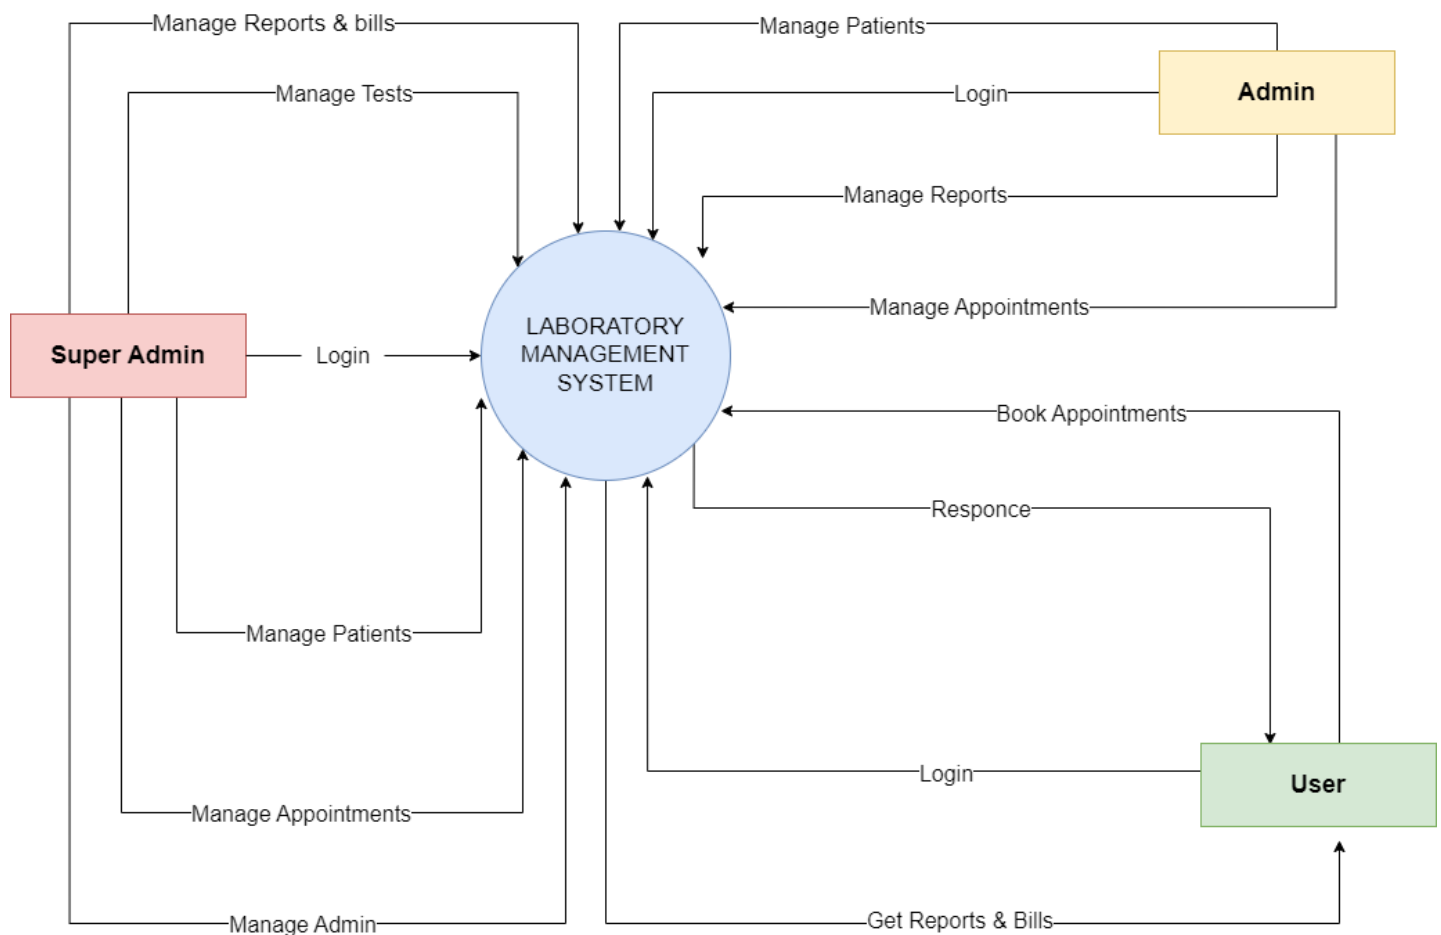 Manage Reports & bills
Manage Patients
Manage Tests
Login
Admin
Manage Reports
Manage Appointments
LABORATORY
MANAGEMENT
SYSTEM
Super Admin
Login
Book Appointments
Responce
Manage Patients
Login
User
Manage Appointments
Manage Admin
Get Reports & Bills